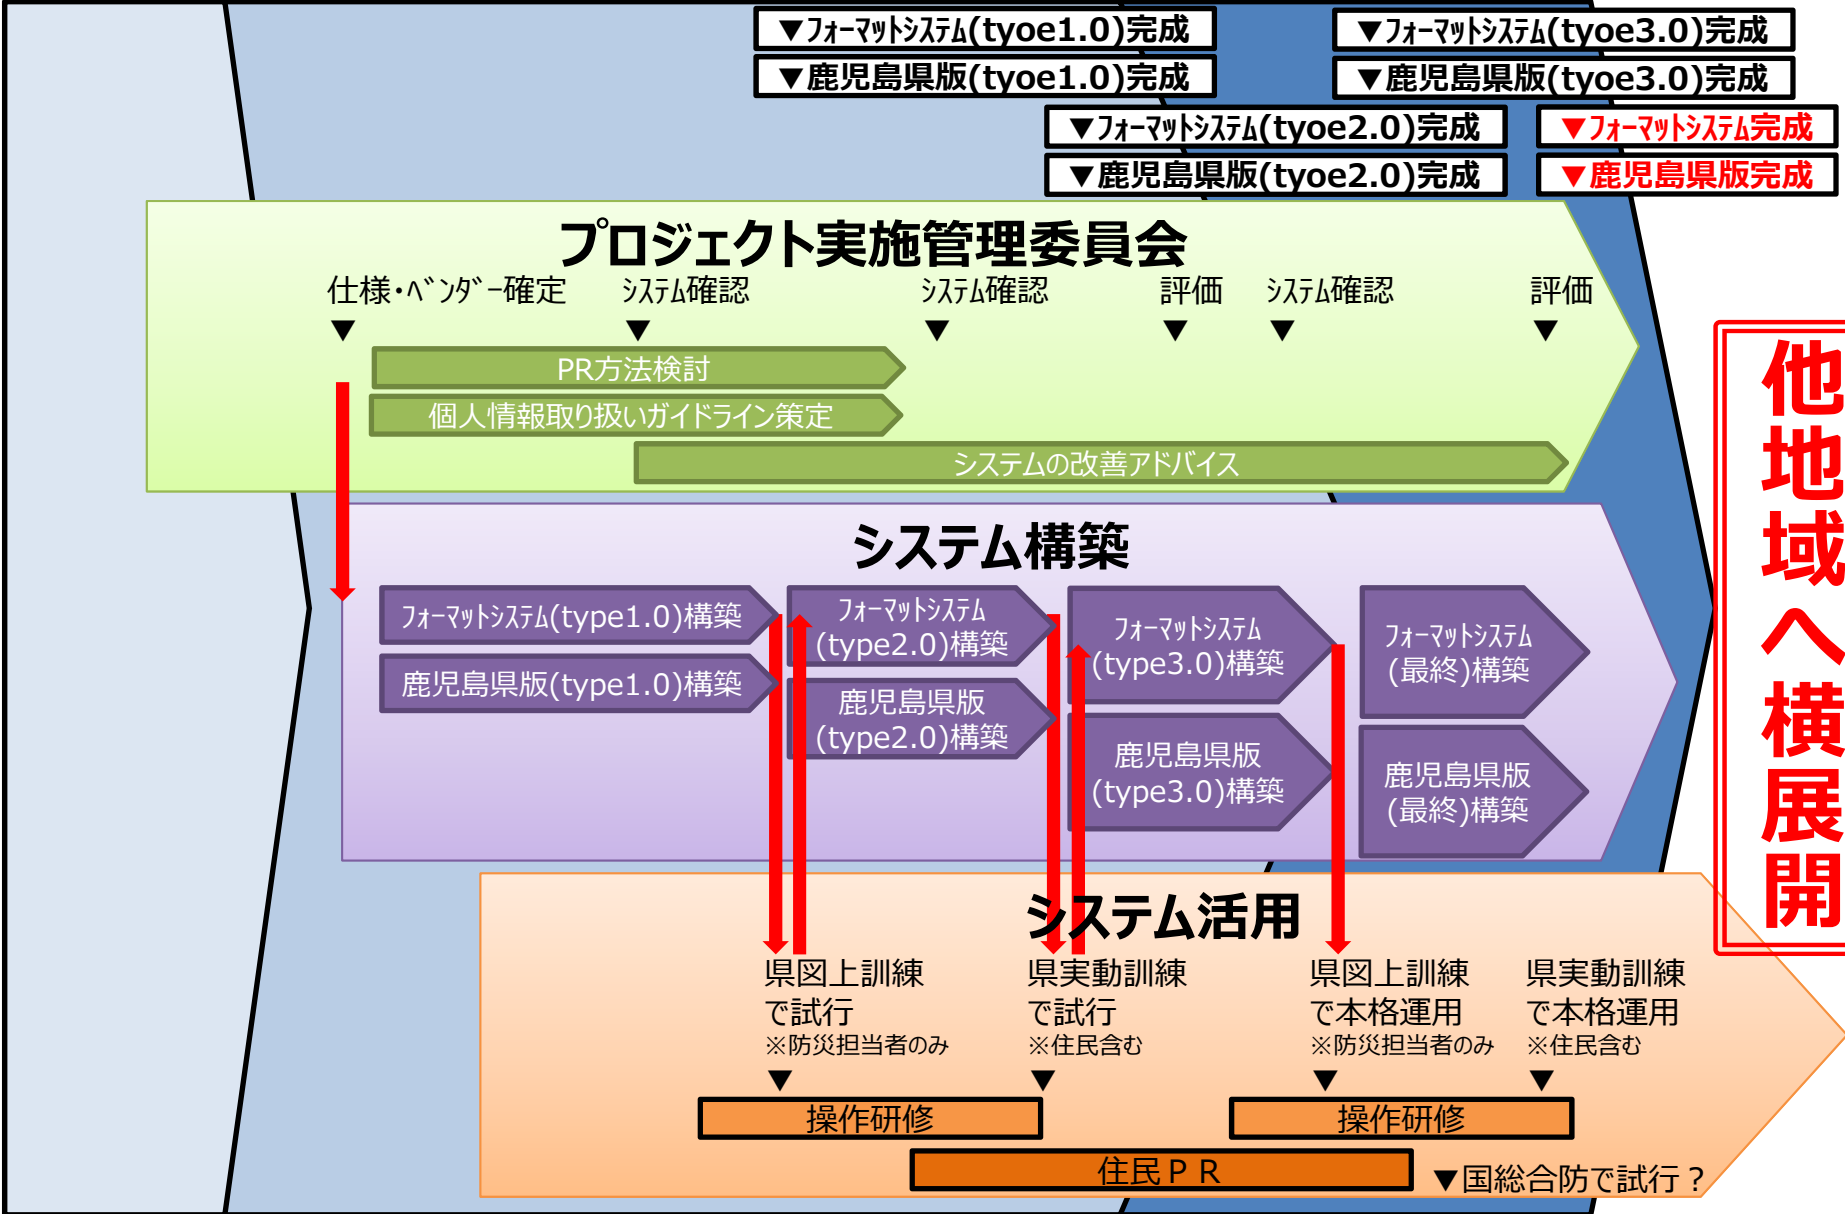 ▼フォーマットシステム(tyoe1.0)完成
▼鹿児島県版(tyoe1.0)完成
▼フォーマットシステム(tyoe3.0)完成
▼鹿児島県版(tyoe3.0)完成
▼フォーマットシステム(tyoe2.0)完成
▼鹿児島県版(tyoe2.0)完成
▼フォーマットシステム完成
▼鹿児島県版完成
プロジェクト実施管理委員会
仕様・ベンダー確定
システム確認
システム確認
評価
システム確認
評価
▼ ▼ ▼ ▼ ▼ ▼
PR方法検討
個人情報取り扱いガイドライン策定
システムの改善アドバイス
システム構築
フォーマットシステム(type1.0)構築
鹿児島県版(type1.0)構築
フォーマットシステム
(type2.0)構築
鹿児島県版
(type2.0)構築
フォーマットシステム
(type3.0)構築
鹿児島県版
(type3.0)構築
フォーマットシステム
(最終)構築
鹿児島県版
(最終)構築
システム活用
県図上訓練
で試行
※防災担当者のみ
▼
県実動訓練
で試行
※住民含む
▼
県図上訓練
で本格運用
※防災担当者のみ
▼
県実動訓練
で本格運用
※住民含む
▼
操作研修
操作研修
住民ＰＲ
▼国総合防で試行？
他地域へ横展開